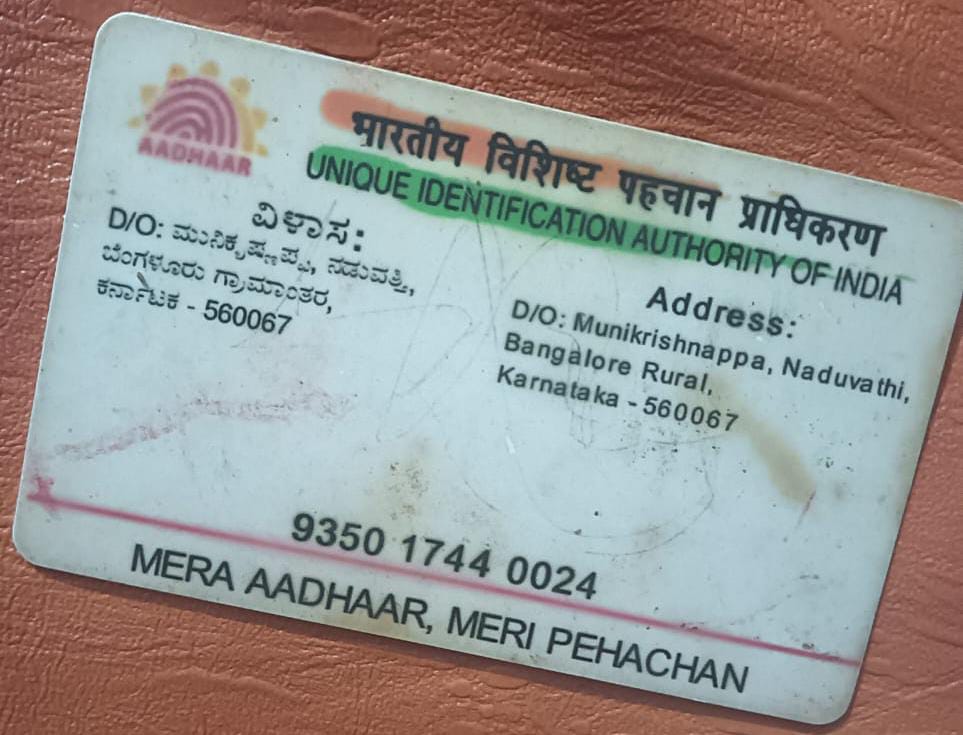 AADHAAR
भारतीय विशिष्ट पहचान प्राधिकरण
UNIQUE IDENTIFICATION AUTHORITY OF INDIA
ವಿಳಾಸ:
D/O: ಮುನಿಕೃಷ್ಣಪ್ಪ, ನಡುವತ್ತಿ,
ಬೆಂಗಳೂರು ಗ್ರಾಮಾಂತರ,
ಕರ್ನಾಟಕ - 560067
Address:
D/O: Munikrishnappa, Naduvathi,
Bangalore Rural,
Karnataka - 560067
9350 1744 0024
MERA AADHAAR, MERI PEHACHAN